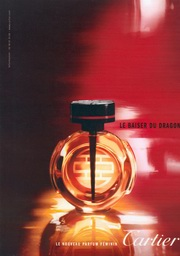 LE BAISER DU DRAGON
LE NOUVEAU PARFUM FÉMININ
Cartier